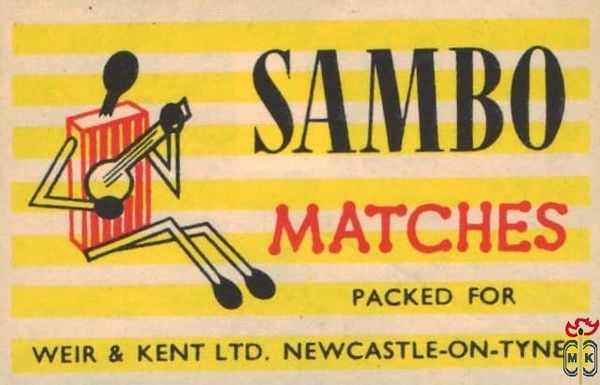 SAMBO
MATCHES
PACKED FOR
WEIR & KENT LTD. NEWCASTLE-ON-TYNE
MK